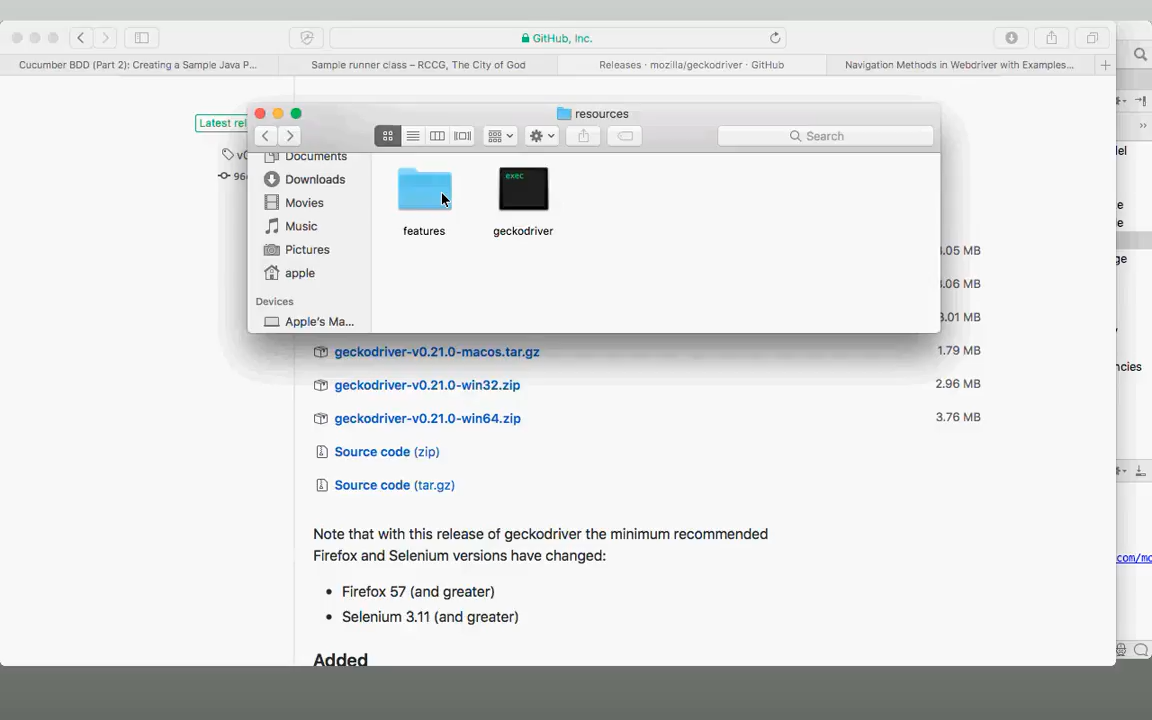 GitHub, Inc.
Cucumber BDD (Part 2): Creating a Sample Java P...
Sample runner class – RCCG, The City of God
Releases · mozilla/geckodriver · GitHub
Navigation Methods in Webdriver with Examples...
Latest rel
resources
Search
Documents
Downloads
Movies
Music
Pictures
apple
Devices
Apple's Ma...
features
exec
geckodriver
.05 MB
.06 MB
.01 MB
geckodriver-v0.21.0-macos.tar.gz
1.79 MB
geckodriver-v0.21.0-win32.zip
2.96 MB
geckodriver-v0.21.0-win64.zip
3.76 MB
Source code (zip)
Source code (tar.gz)
Note that with this release of geckodriver the minimum recommended
Firefox and Selenium versions have changed:
• Firefox 57 (and greater)
• Selenium 3.11 (and greater)
Added
ncies
com/mo